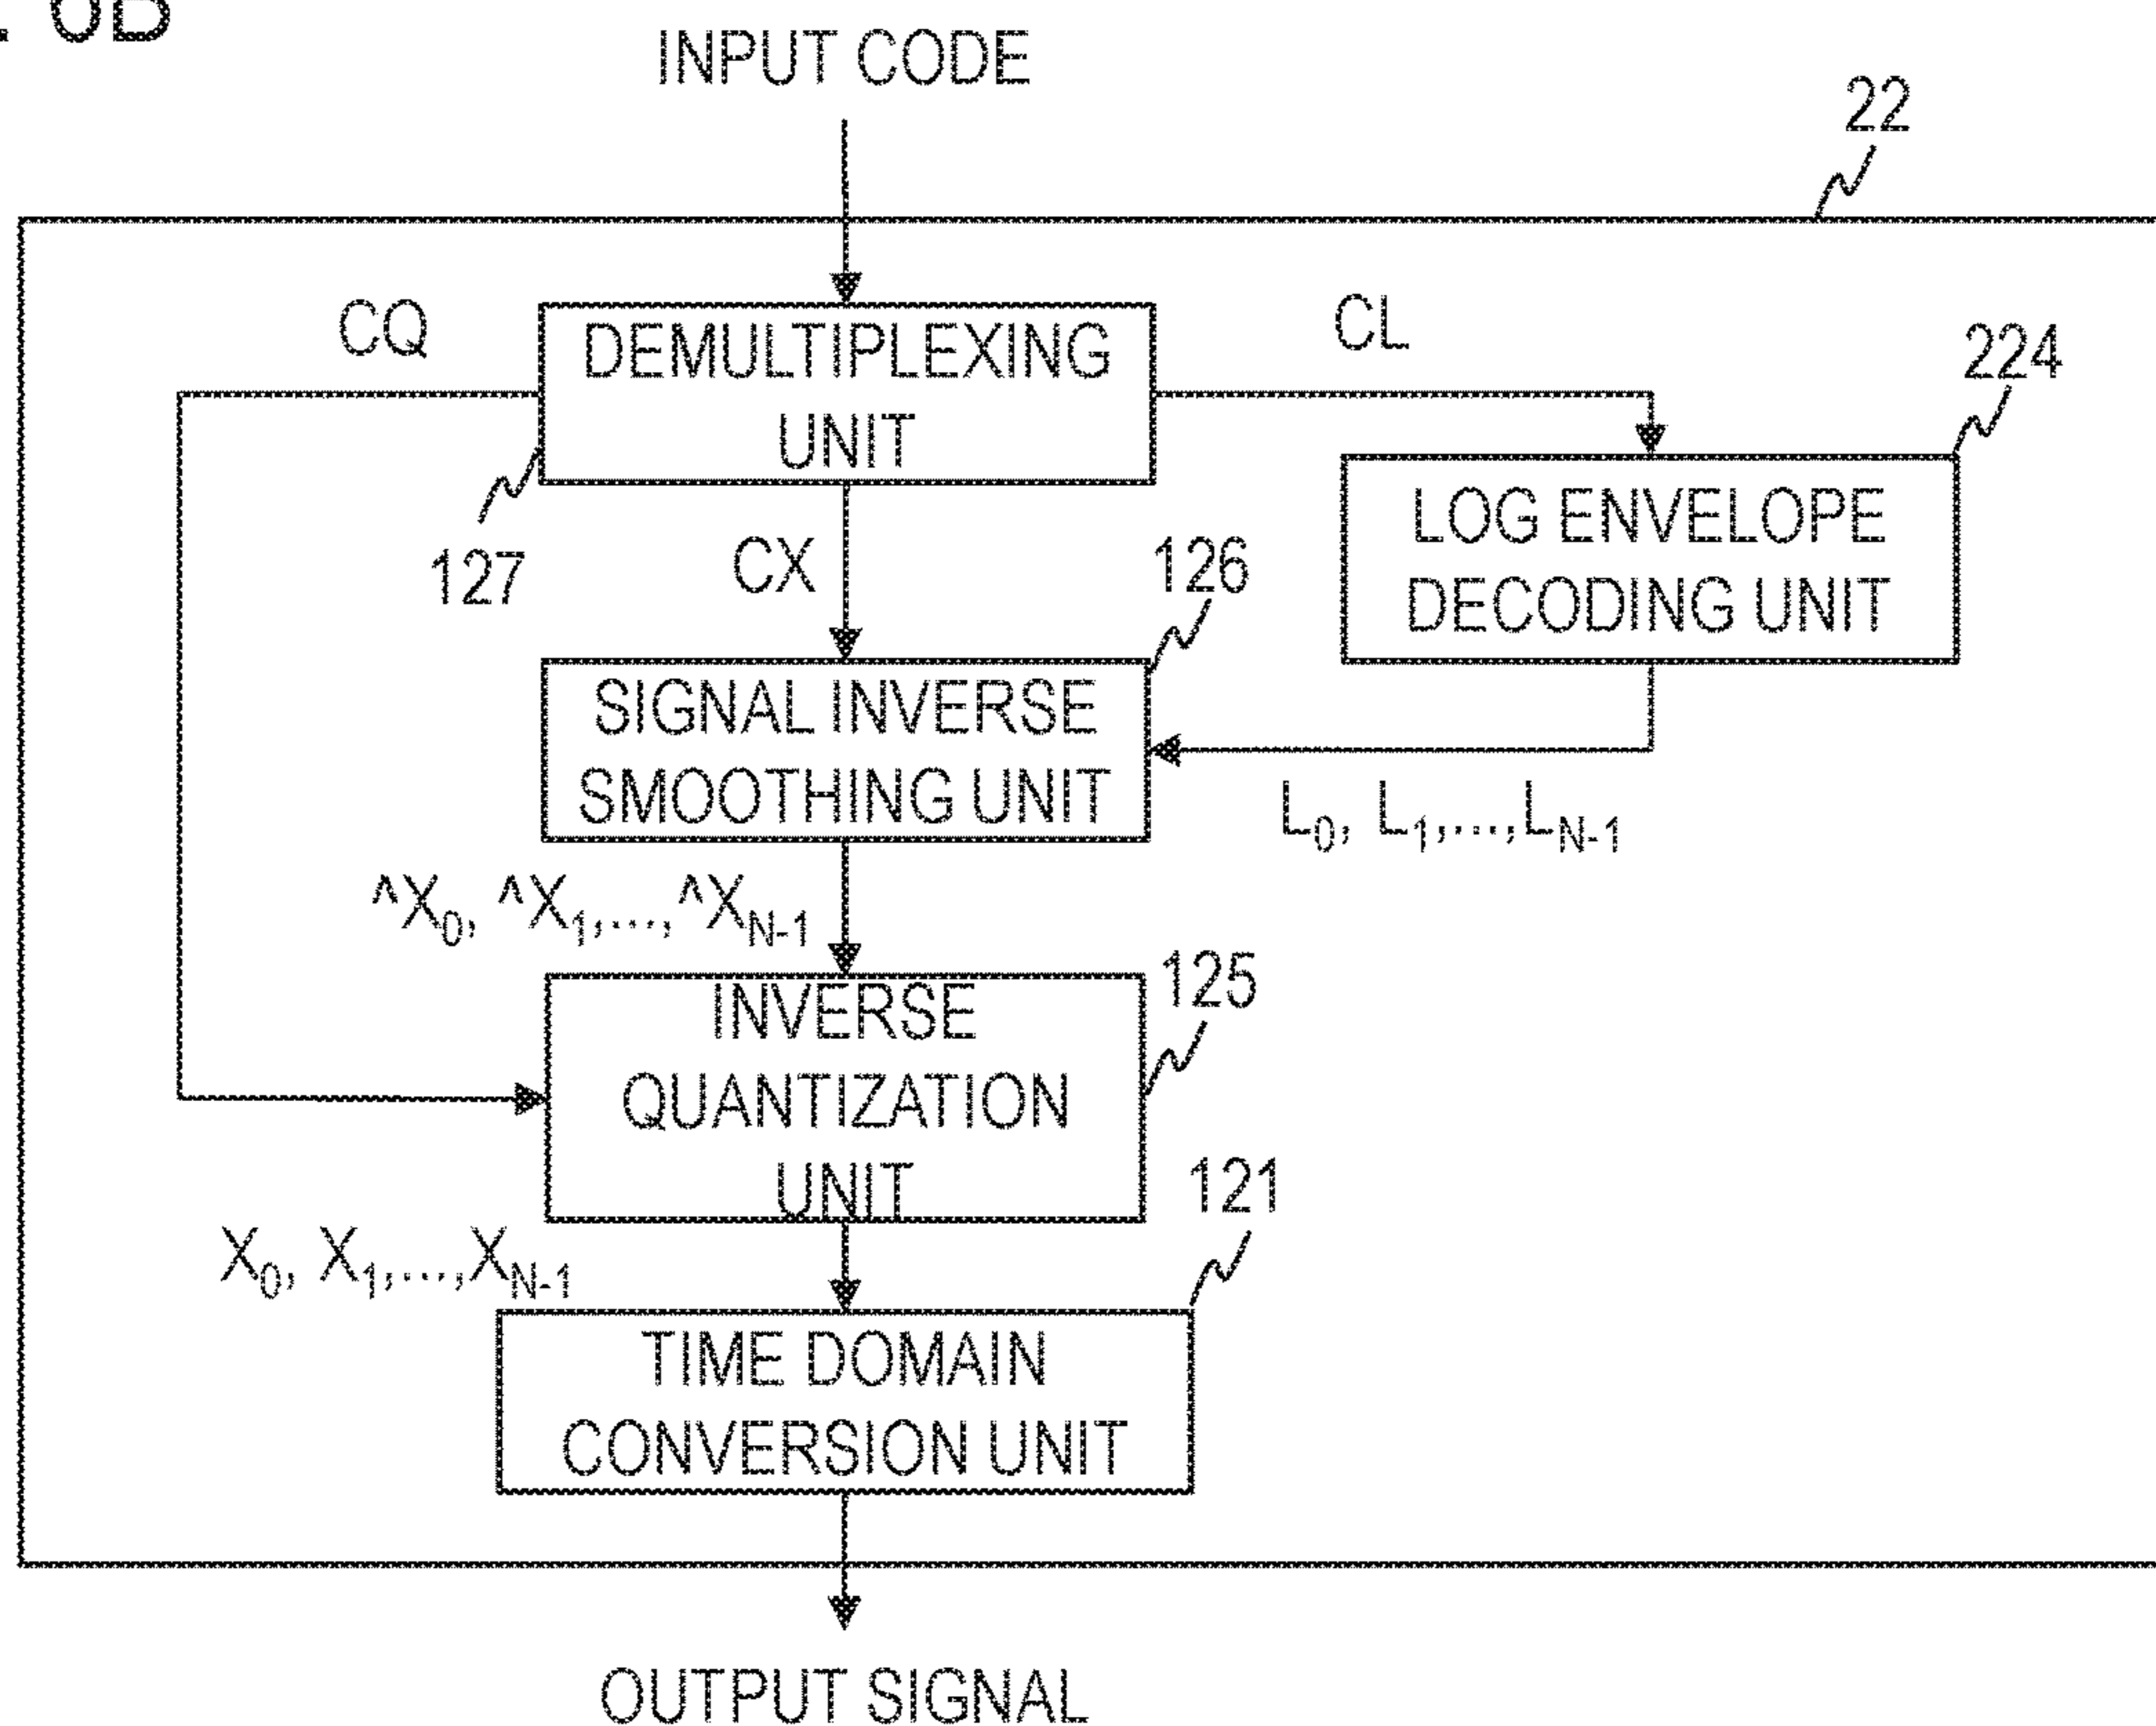 6B
INPUT CODE
22
CQ
DEMULTIPLEXING
UNIT
CL
224
127
CX
126
LOG ENVELOPE
DECODING UNIT
SIGNAL INVERSE
SMOOTHING UNIT
L0, L1,...,LN-1
^X0, ^X1,...,^XN-1
125
INVERSE
QUANTIZATION
UNIT
121
X0, X1,...,XN-1
TIME DOMAIN
CONVERSION UNIT
OUTPUT SIGNAL